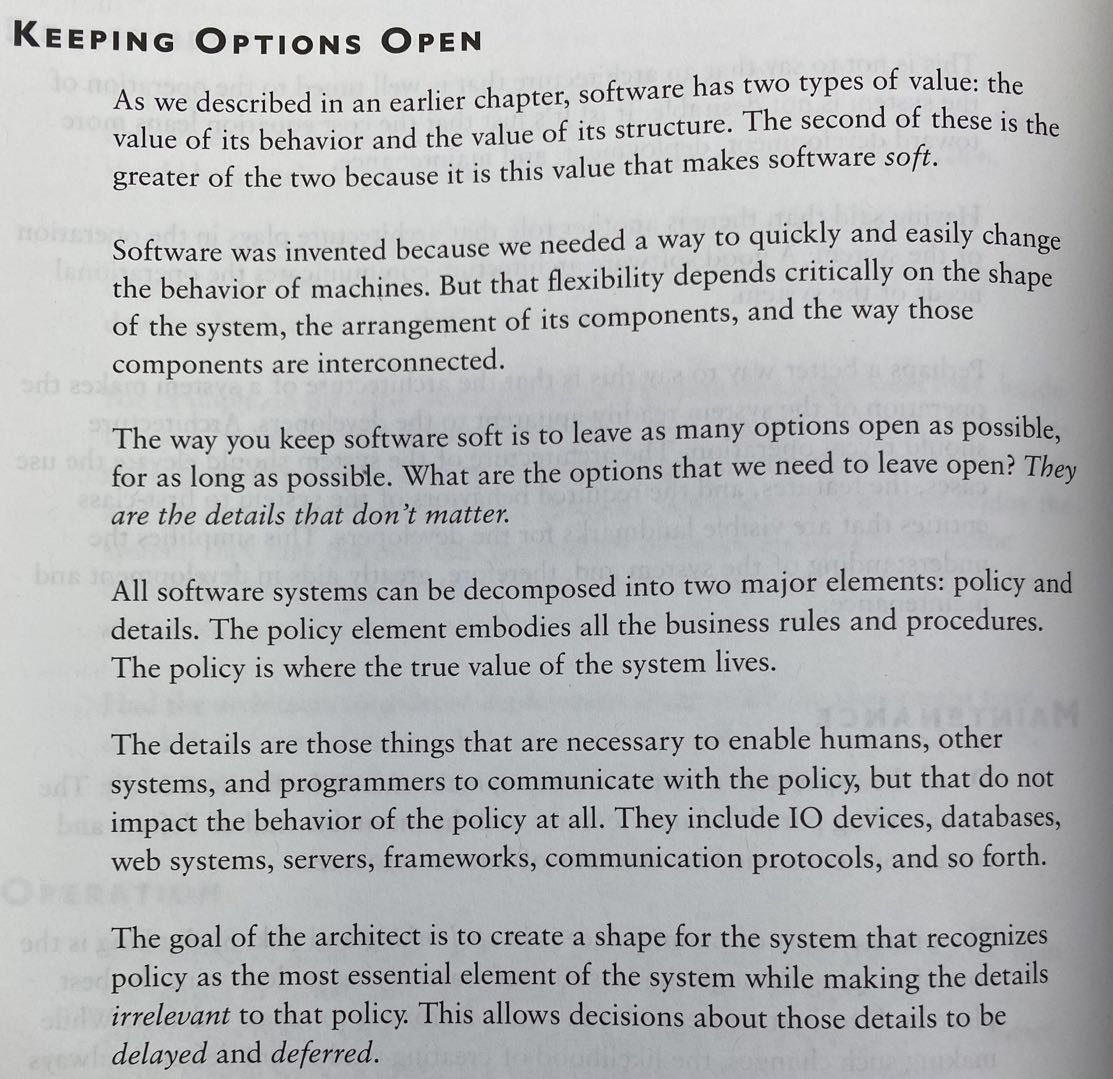 KEEPING OPTIONS OPEN
As we described in an earlier chapter, software has two types of value: the
value of its behavior and the value of its structure. The second of these is the
greater of the two because it is this value that makes software soft.
Software was invented because we needed a way to quickly and easily change
the behavior of machines. But that flexibility depends critically on the shape
of the system, the arrangement of its components, and the way those
components are interconnected.
The way you keep software soft is to leave as many options open as possible,
for as long as possible. What are the options that we need to leave open? They
are the details that don't matter.
All software systems can be decomposed into two major elements: policy and
details. The policy element embodies all the business rules and procedures.
The policy is where the true value of the system lives.
The details are those things that are necessary to enable humans, other
systems, and programmers to communicate with the policy, but that do not
impact the behavior of the policy at all. They include IO devices, databases,
web systems, servers, frameworks, communication protocols, and so forth.
The goal of the architect is to create a shape for the system that recognizes
policy as the most essential element of the system while making the details
irrelevant to that policy. This allows decisions about those details to be
delayed and deferred.